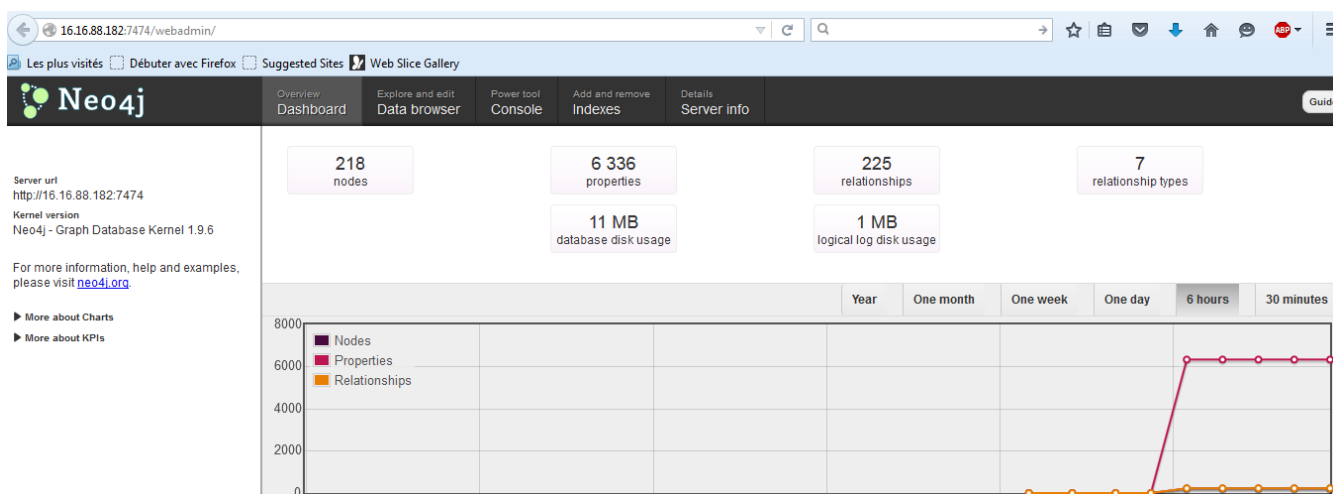 16.16.88.182:7474/webadmin/
ABP
Les plus visités Débuter avec Firefox Suggested Sites Web Slice Gallery
Neo4j
Overview
Dashboard
Explore and edit
Data browser
Power tool
Console
Add and remove
Indexes
Details
Server info
Guid
218
nodes
6 336
properties
225
relationships
7
relationship types
11 MB
database disk usage
1 MB
logical log disk usage
Server url
http://16.16.88.182:7474
Kernel version
Neo4j - Graph Database Kernel 1.9.6
For more information, help and examples,
please visit neo4j.org.
More about Charts
More about KPIs
Year One month One week One day 6 hours 30 minutes
8000
6000
4000
2000
0
Nodes
Properties
Relationships